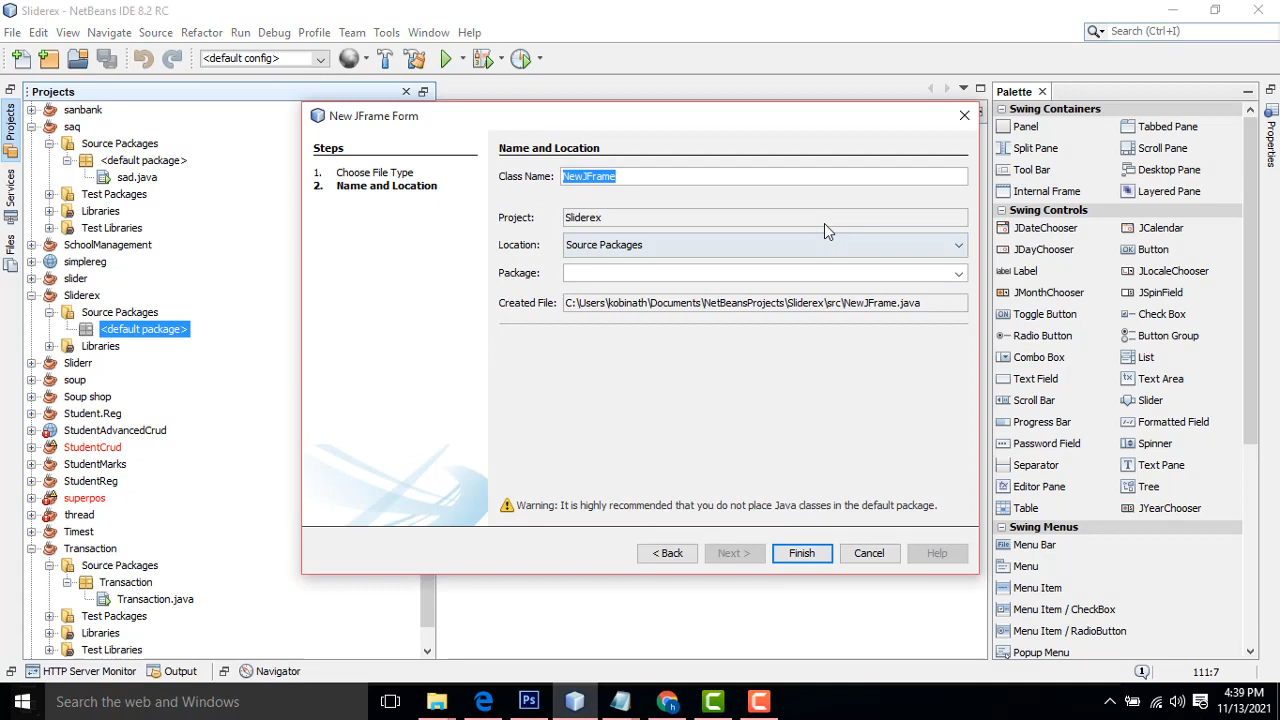 Sliderex - NetBeans IDE 8.2 RC
File Edit View Navigate Source Refactor Run Debug Profile Team Tools Window Help
Search (Ctrl+I)
<default config>
Projects
Services
Files
Projects
sanbank
saq
Source Packages
<default package>
sad.java
Test Packages
Libraries
Test Libraries
SchoolManagement
simplereg
slider
Sliderex
Source Packages
<default package>
Libraries
Sliderr
soup
Soup shop
Student.Reg
StudentAdvancedCrud
StudentCrud
StudentMarks
StudentReg
superpos
thread
Timest
Transaction
Source Packages
Transaction
Transaction.java
Test Packages
Libraries
Test Libraries
New JFrame Form
Steps
1. Choose File Type
2. Name and Location
Name and Location
Class Name: NewJFrame
Project: Sliderex
Location: Source Packages
Package:
Created File: C:\Users\kobinath\Documents\NetBeansProjects\Sliderex\src\NewJFrame.java
Warning: It is highly recommended that you do not place Java classes in the default package.
< Back Next > Finish Cancel Help
Palette
Swing Containers
Panel Tabbed Pane
Split Pane Scroll Pane
Tool Bar Desktop Pane
Internal Frame Layered Pane
Swing Controls
JDateChooser JCalendar
JDayChooser Button
Label JLocaleChooser
JMonthChooser JSpinField
Toggle Button Check Box
Radio Button Button Group
Combo Box List
Text Field Text Area
Scroll Bar Slider
Progress Bar Formatted Field
Password Field Spinner
Separator Text Pane
Editor Pane Tree
Table JYearChooser
Swing Menus
Menu Bar
Menu
Menu Item
Menu Item / CheckBox
Menu Item / RadioButton
Popup Menu
Properties
HTTP Server Monitor Output Navigator
1 111:7
Search the web and Windows
4:39 PM
11/13/2021